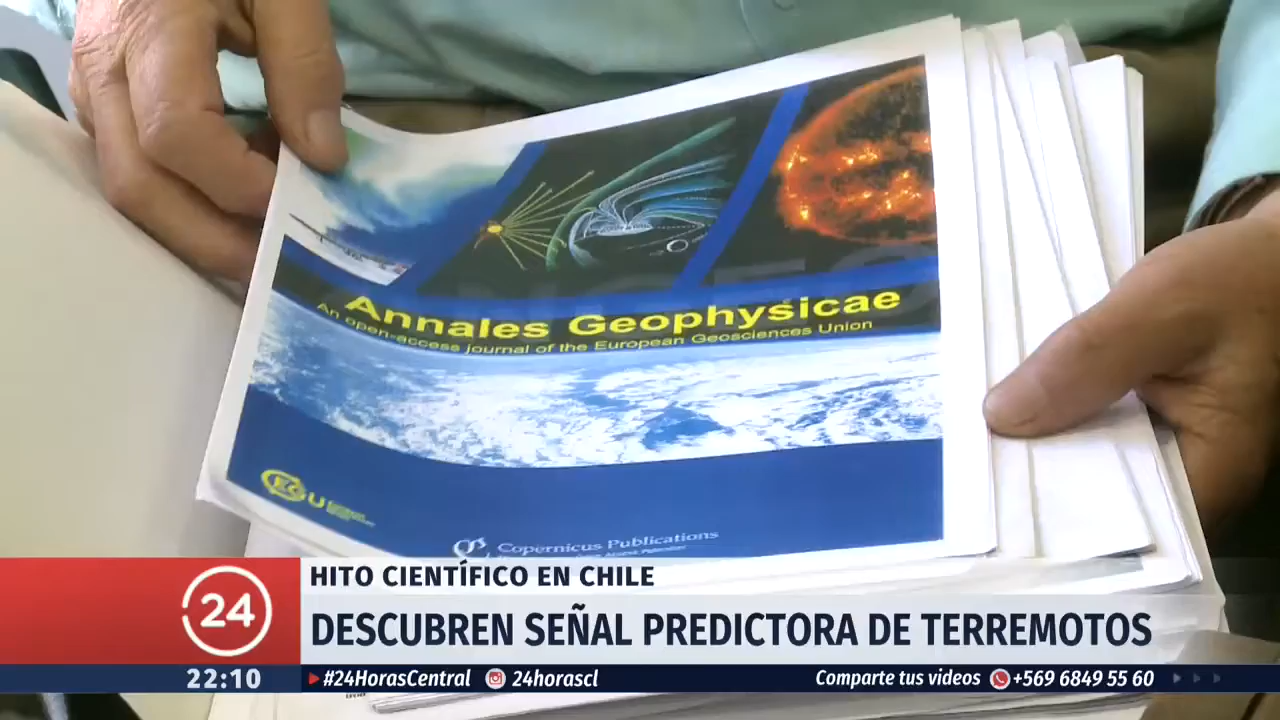 Annales Geophysicae
An open-access journal of the European Geosciences Union
EGU
Copernicus Publications
HITO CIENTÍFICO EN CHILE
24
DESCUBREN SEÑAL PREDICTORA DE TERREMOTOS
22:10
#24HorasCentral
24horascl
Comparte tus videos
+569 6849 55 60